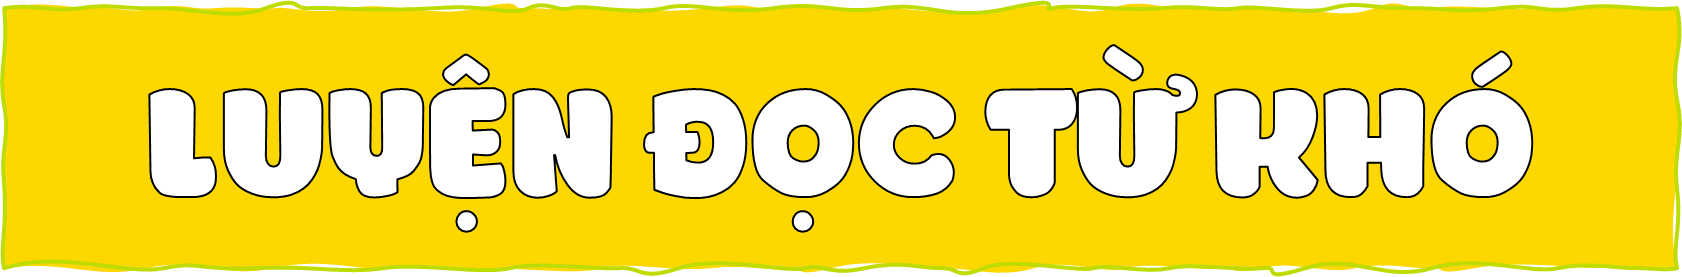 LUYỆN ĐỌC TỪ KHÓ